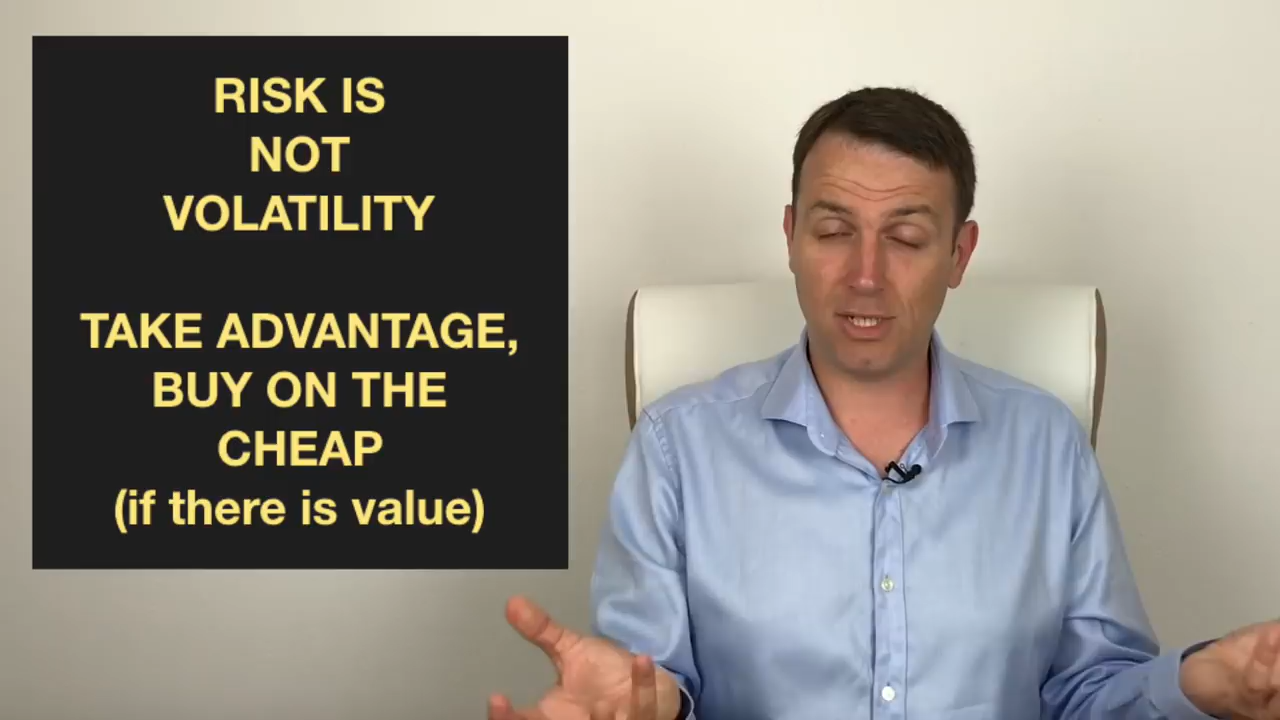 RISK IS
NOT
VOLATILITY
TAKE ADVANTAGE,
BUY ON THE
CHEAP
(if there is value)